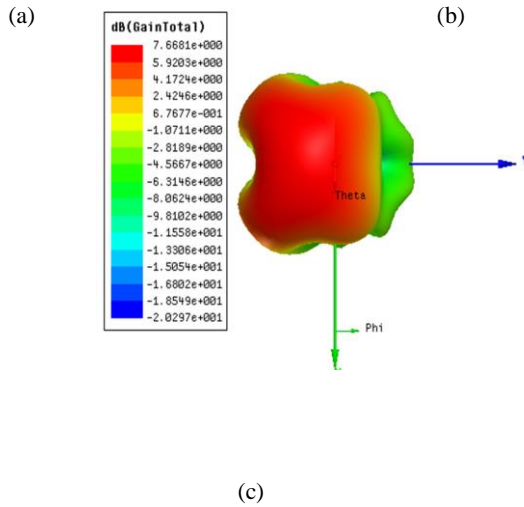 (a)
(b)
dB(GainTotal)
7.6681e+000
5.9203e+000
4.1724e+000
2.4246e+000
6.7677e-001
-1.0711e+000
-2.8189e+000
-4.5667e+000
-6.3146e+000
-8.0624e+000
-9.8102e+000
-1.1558e+001
-1.3306e+001
-1.5054e+001
-1.6802e+001
-1.8549e+001
-2.0297e+001
Theta
Phi
(c)